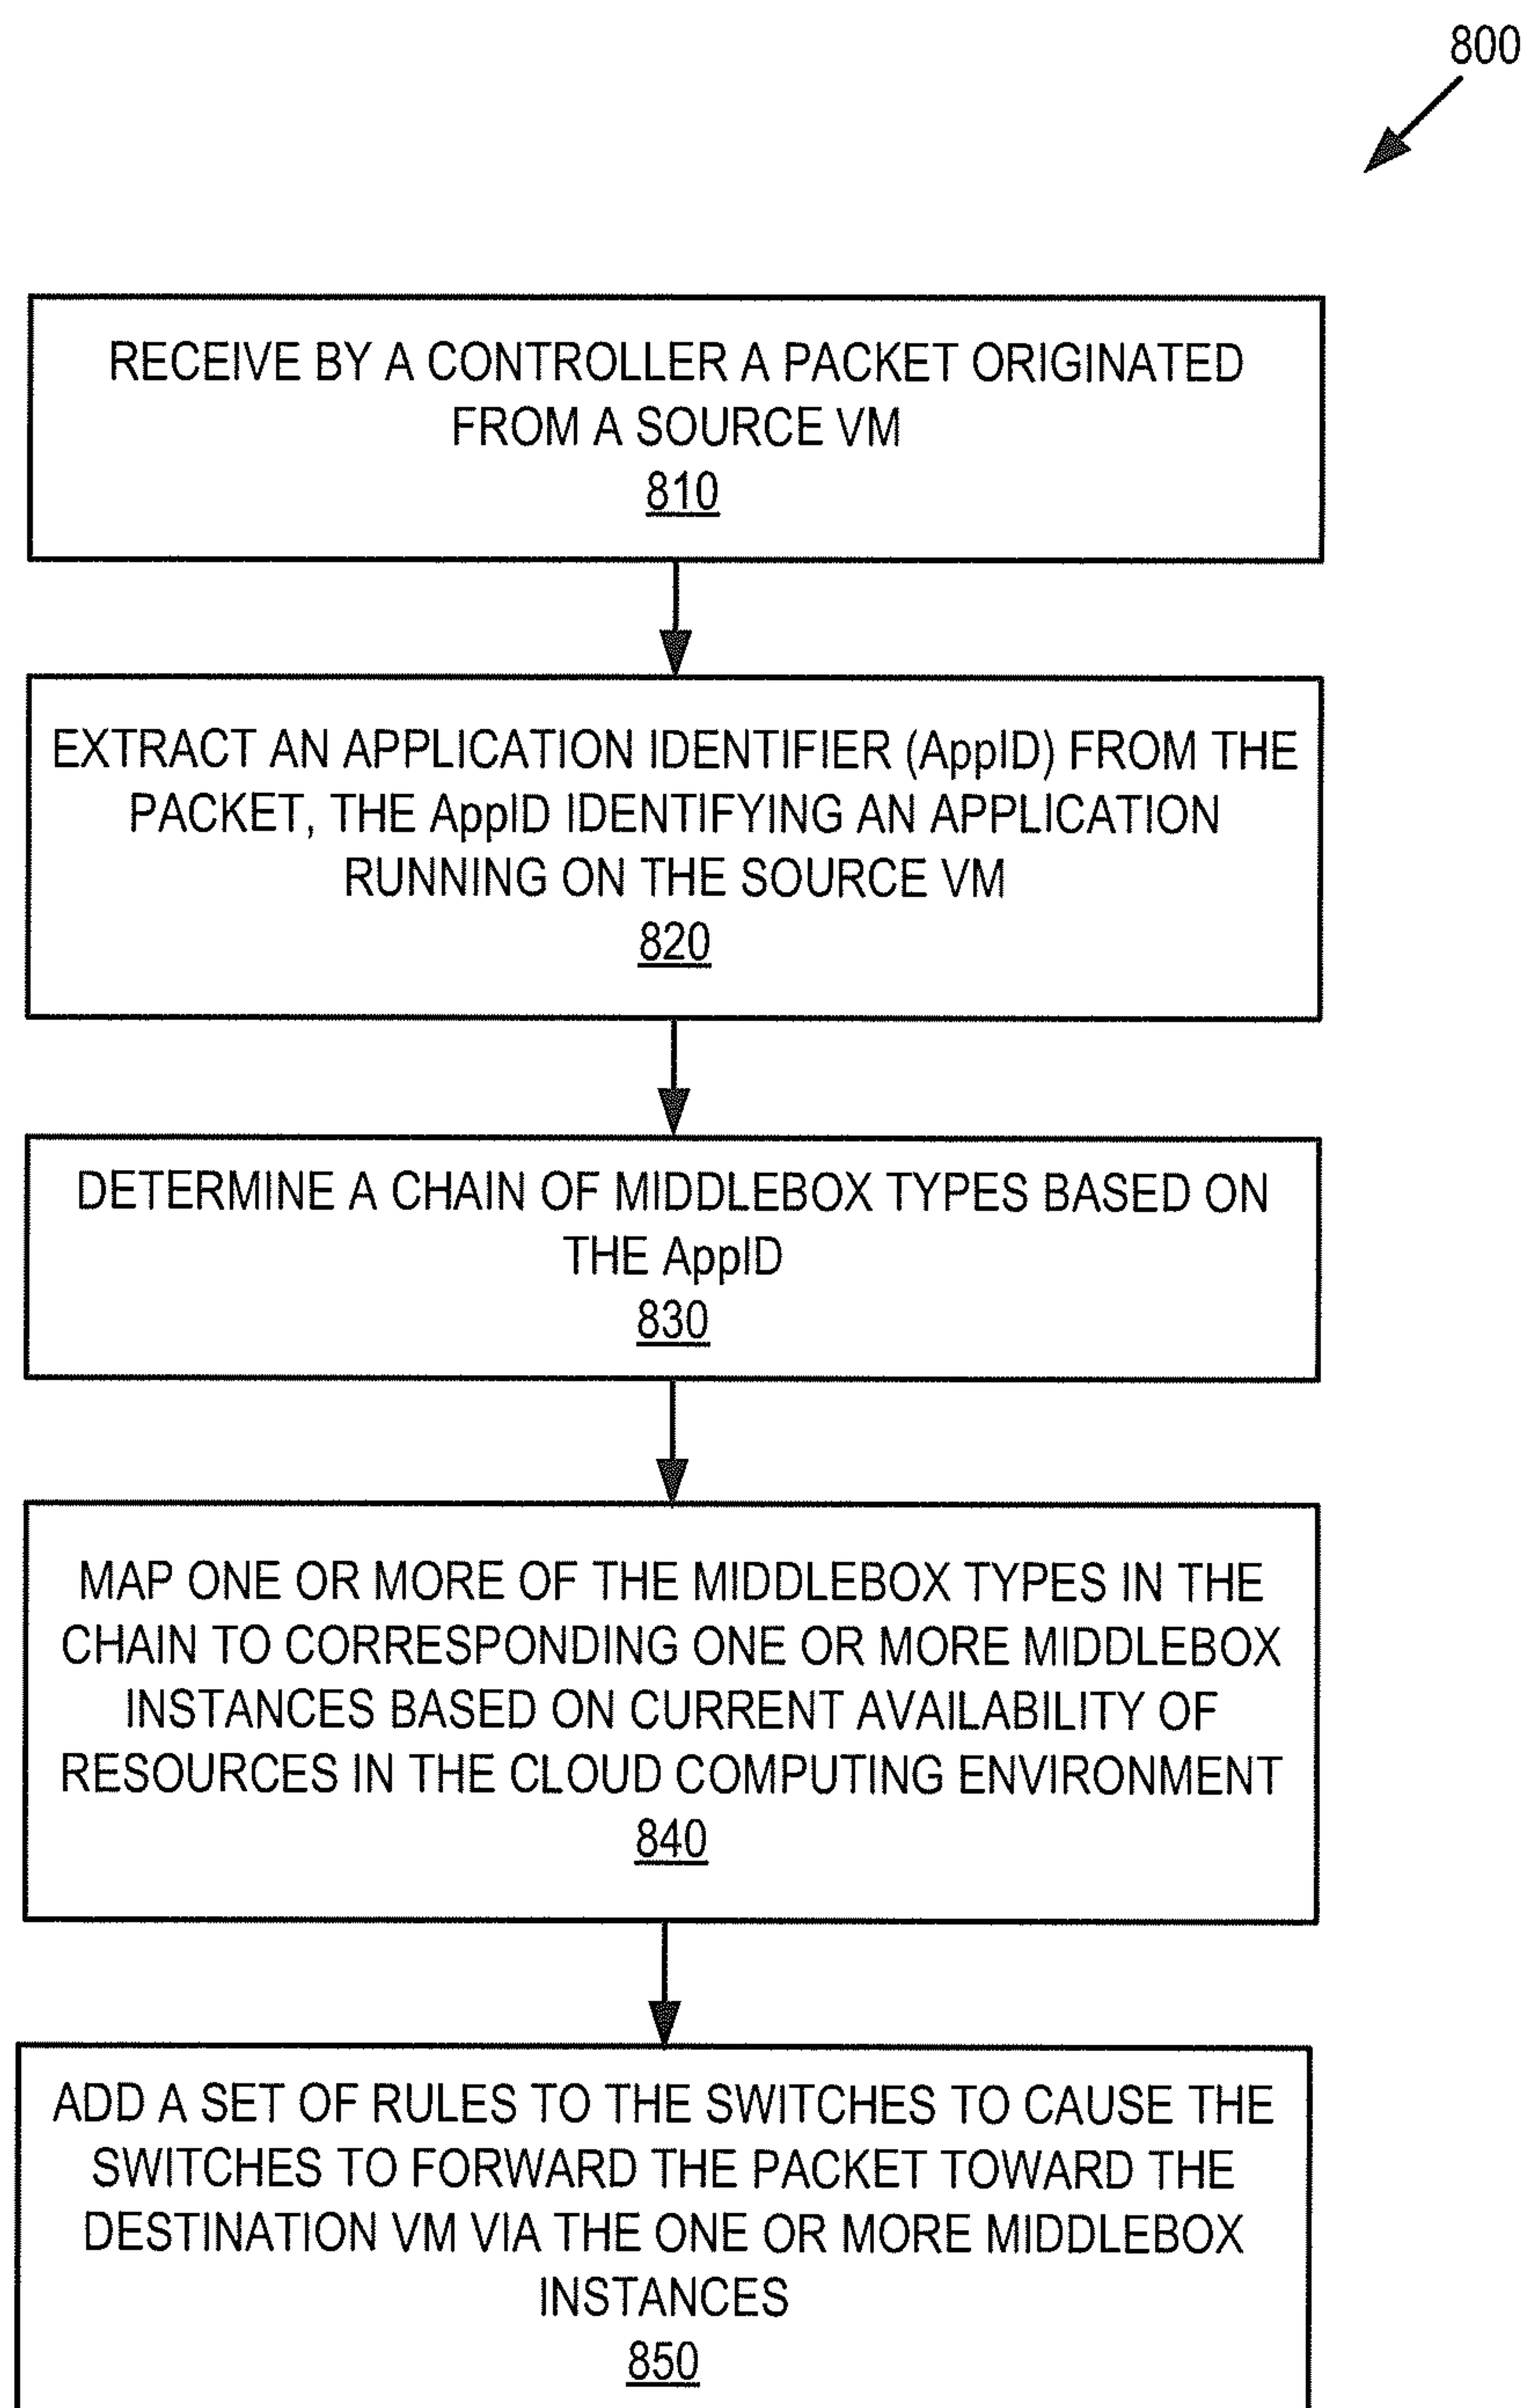 800
RECEIVE BY A CONTROLLER A PACKET ORIGINATED
FROM A SOURCE VM
810
EXTRACT AN APPLICATION IDENTIFIER (AppID) FROM THE
PACKET, THE AppID IDENTIFYING AN APPLICATION
RUNNING ON THE SOURCE VM
820
DETERMINE A CHAIN OF MIDDLEBOX TYPES BASED ON
THE AppID
830
MAP ONE OR MORE OF THE MIDDLEBOX TYPES IN THE
CHAIN TO CORRESPONDING ONE OR MORE MIDDLEBOX
INSTANCES BASED ON CURRENT AVAILABILITY OF
RESOURCES IN THE CLOUD COMPUTING ENVIRONMENT
840
ADD A SET OF RULES TO THE SWITCHES TO CAUSE THE
SWITCHES TO FORWARD THE PACKET TOWARD THE
DESTINATION VM VIA THE ONE OR MORE MIDDLEBOX
INSTANCES
850